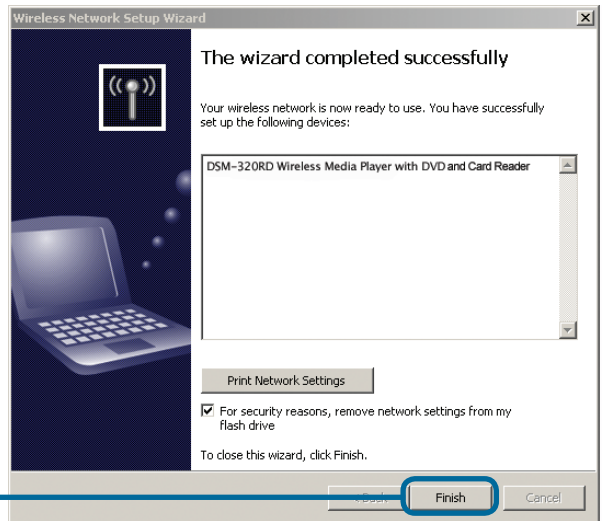 Wireless Network Setup Wizard
The wizard completed successfully
Your wireless network is now ready to use. You have successfully
set up the following devices:
DSM-320RD Wireless Media Player with DVD and Card Reader
Print Network Settings
For security reasons, remove network settings from my
flash drive
To close this wizard, click Finish.
Finish
Cancel